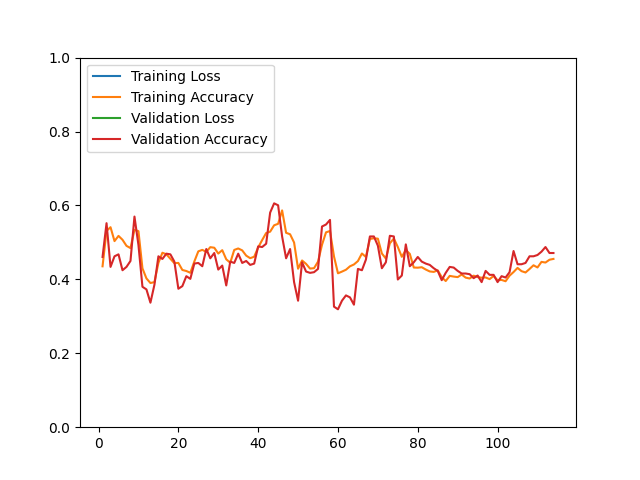 1.0
0.8
0.6
0.4
0.2
0.0
0 20 40 60 80 100
Training Loss
Training Accuracy
Validation Loss
Validation Accuracy